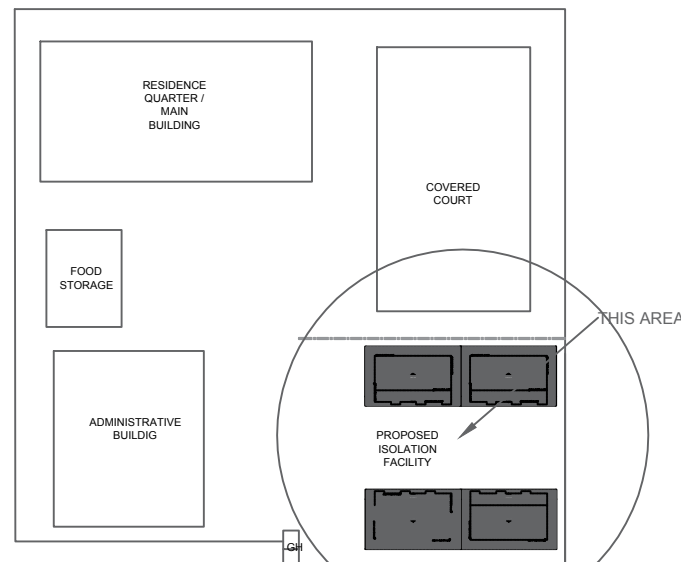 RESIDENCE
QUARTER /
MAIN
BUILDING
COVERED
COURT
FOOD
STORAGE
THIS AREA
ADMINISTRATIVE
BUILDIG
PROPOSED
ISOLATION
FACILITY
GH